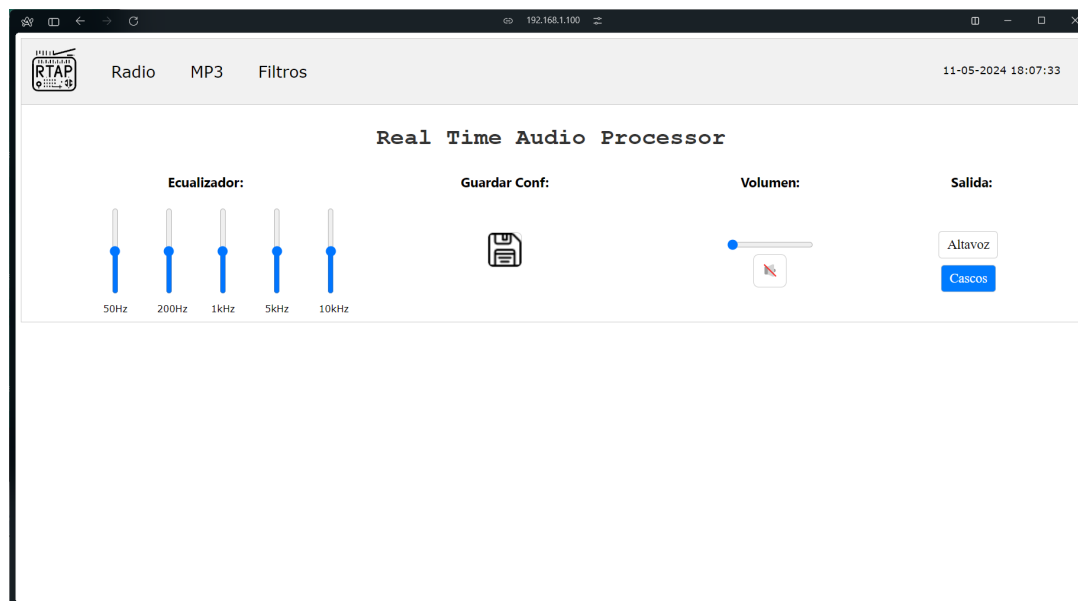 192.168.1.100
RTAP
Radio MP3 Filtros
11-05-2024 18:07:33
Real Time Audio Processor
Ecualizador: Guardar Conf: Volumen: Salida:
Altavoz
Cascos
50Hz 200Hz 1kHz 5kHz 10kHz